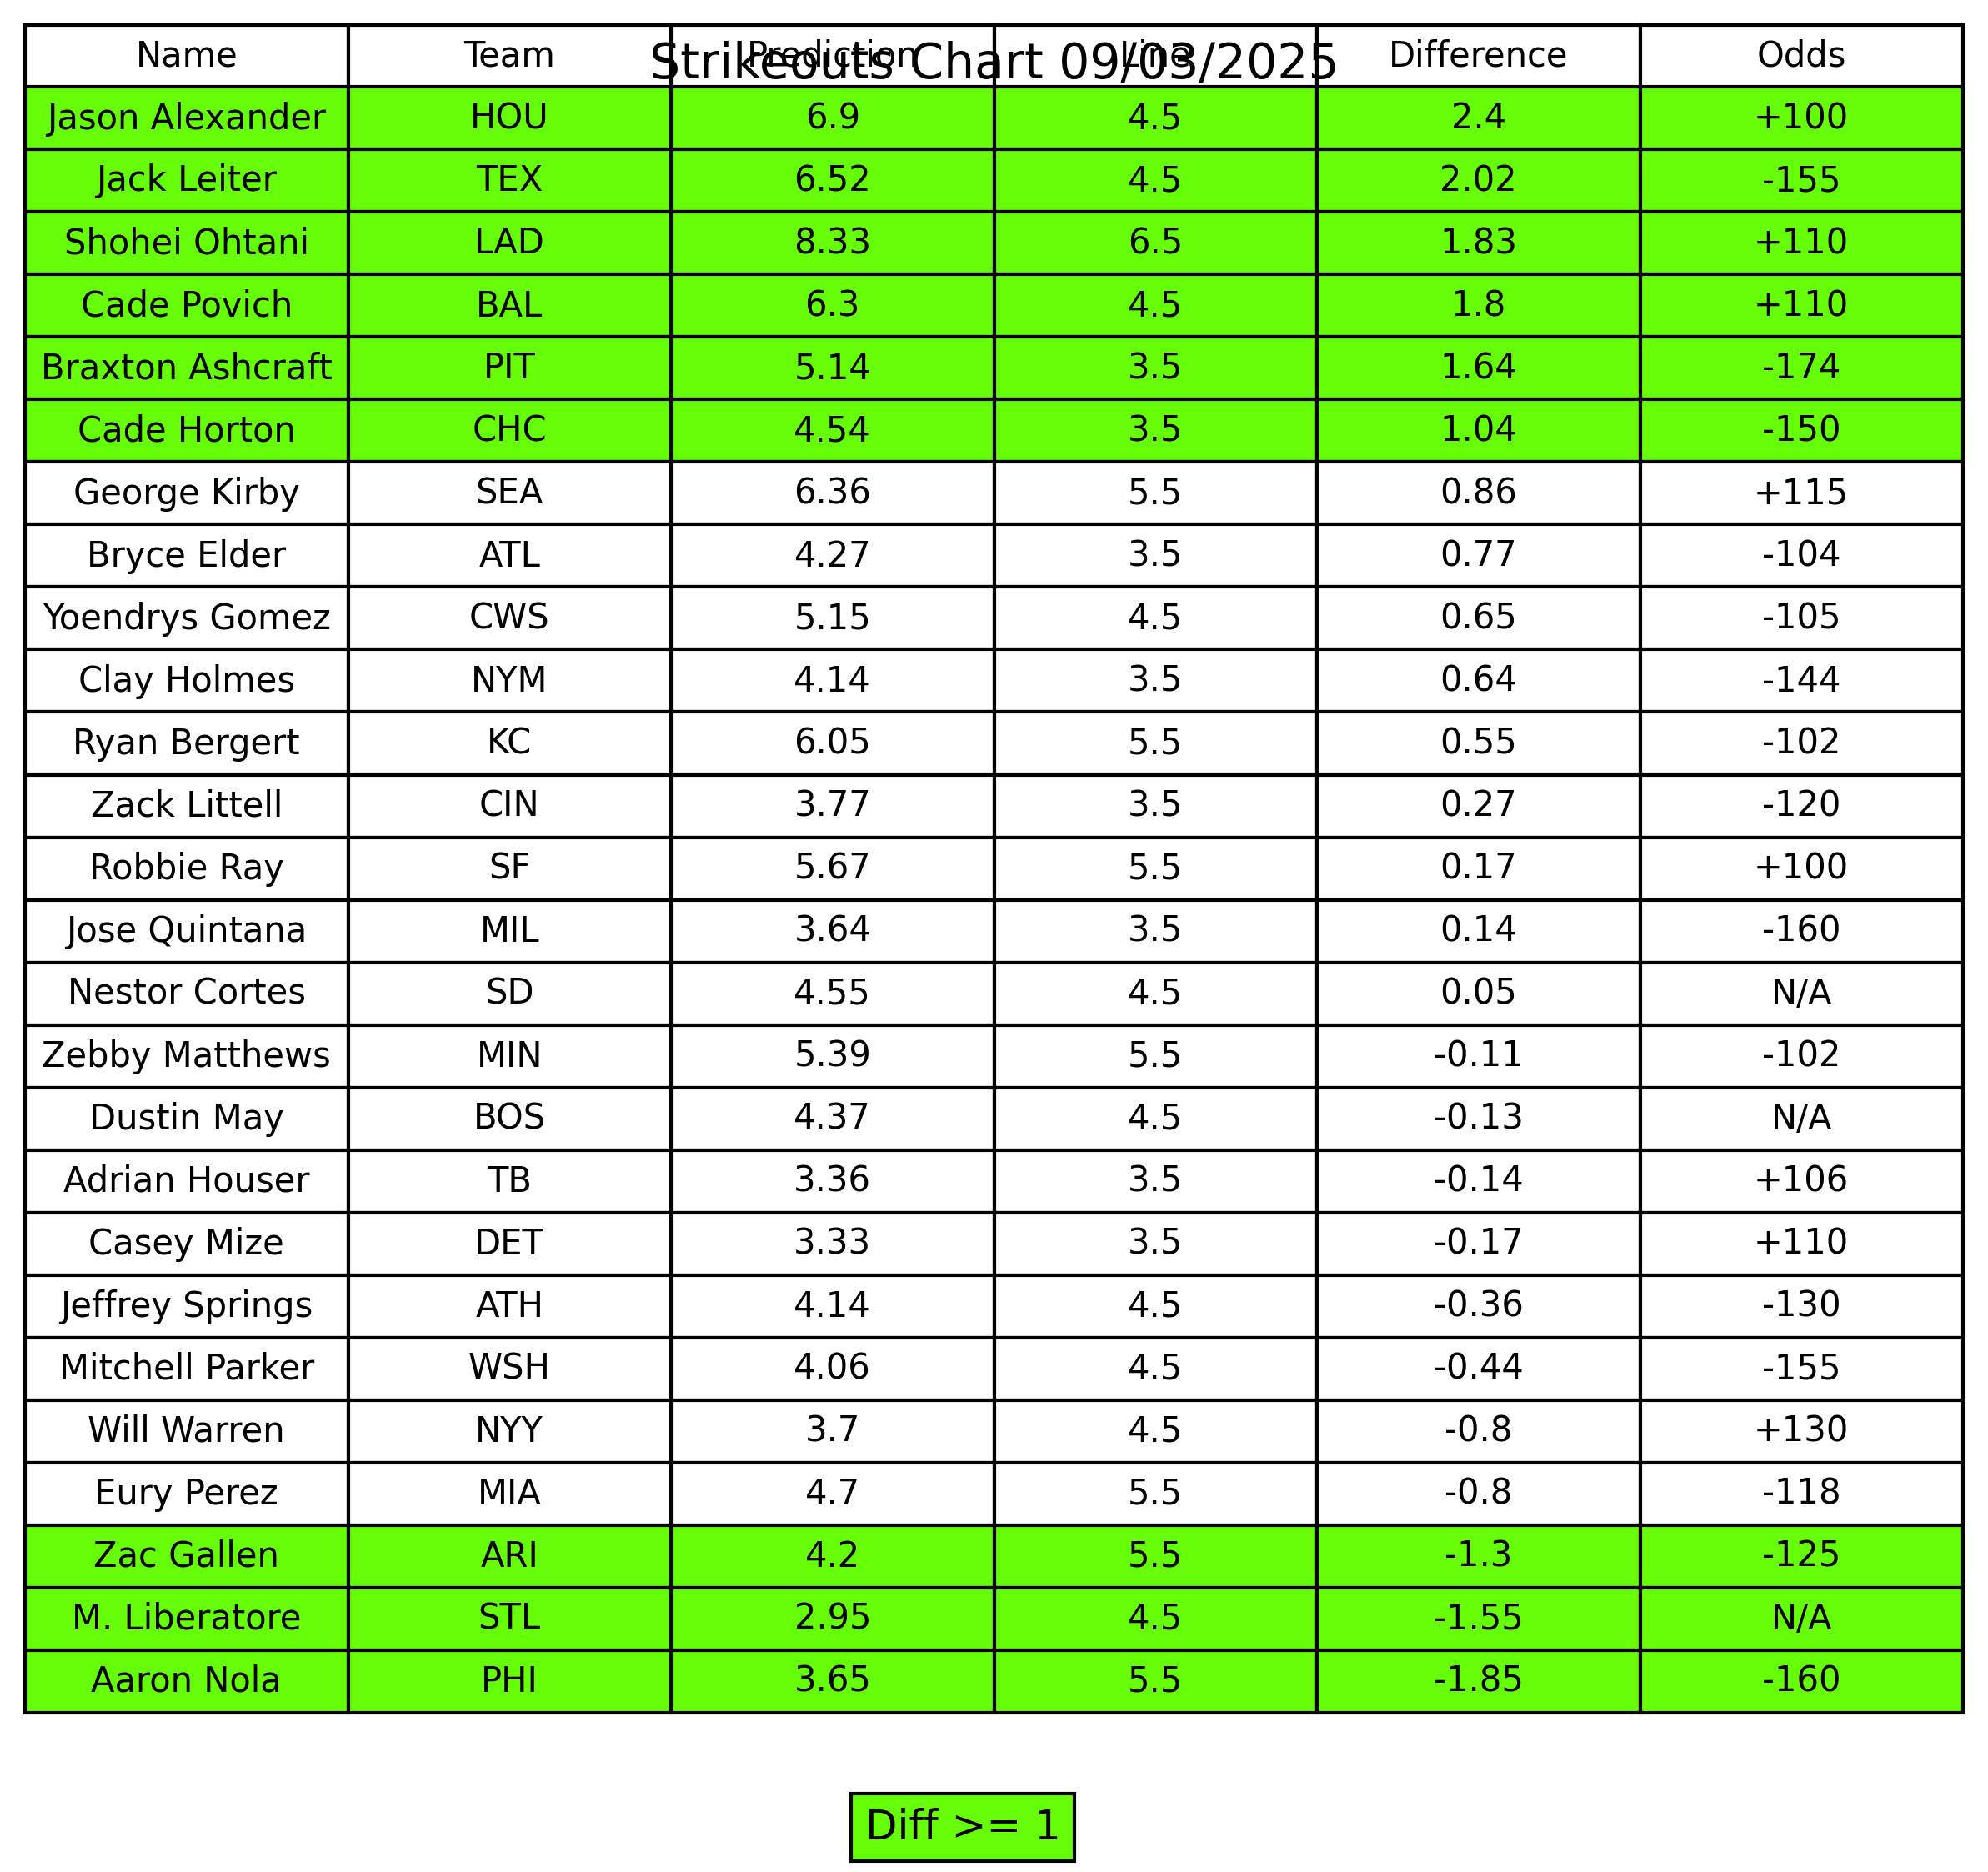 Strikeouts Chart 09/03/2025
Name Team Prediction Line Difference Odds
Jason Alexander HOU 6.9 4.5 2.4 +100
Jack Leiter TEX 6.52 4.5 2.02 -155
Shohei Ohtani LAD 8.33 6.5 1.83 +110
Cade Povich BAL 6.3 4.5 1.8 +110
Braxton Ashcraft PIT 5.14 3.5 1.64 -174
Cade Horton CHC 4.54 3.5 1.04 -150
George Kirby SEA 6.36 5.5 0.86 +115
Bryce Elder ATL 4.27 3.5 0.77 -104
Yoendrys Gomez CWS 5.15 4.5 0.65 -105
Clay Holmes NYM 4.14 3.5 0.64 -144
Ryan Bergert KC 6.05 5.5 0.55 -102
Zack Littell CIN 3.77 3.5 0.27 -120
Robbie Ray SF 5.67 5.5 0.17 +100
Jose Quintana MIL 3.64 3.5 0.14 -160
Nestor Cortes SD 4.55 4.5 0.05 N/A
Zebby Matthews MIN 5.39 5.5 -0.11 -102
Dustin May BOS 4.37 4.5 -0.13 N/A
Adrian Houser TB 3.36 3.5 -0.14 +106
Casey Mize DET 3.33 3.5 -0.17 +110
Jeffrey Springs ATH 4.14 4.5 -0.36 -130
Mitchell Parker WSH 4.06 4.5 -0.44 -155
Will Warren NYY 3.7 4.5 -0.8 +130
Eury Perez MIA 4.7 5.5 -0.8 -118
Zac Gallen ARI 4.2 5.5 -1.3 -125
M. Liberatore STL 2.95 4.5 -1.55 N/A
Aaron Nola PHI 3.65 5.5 -1.85 -160
Diff >= 1